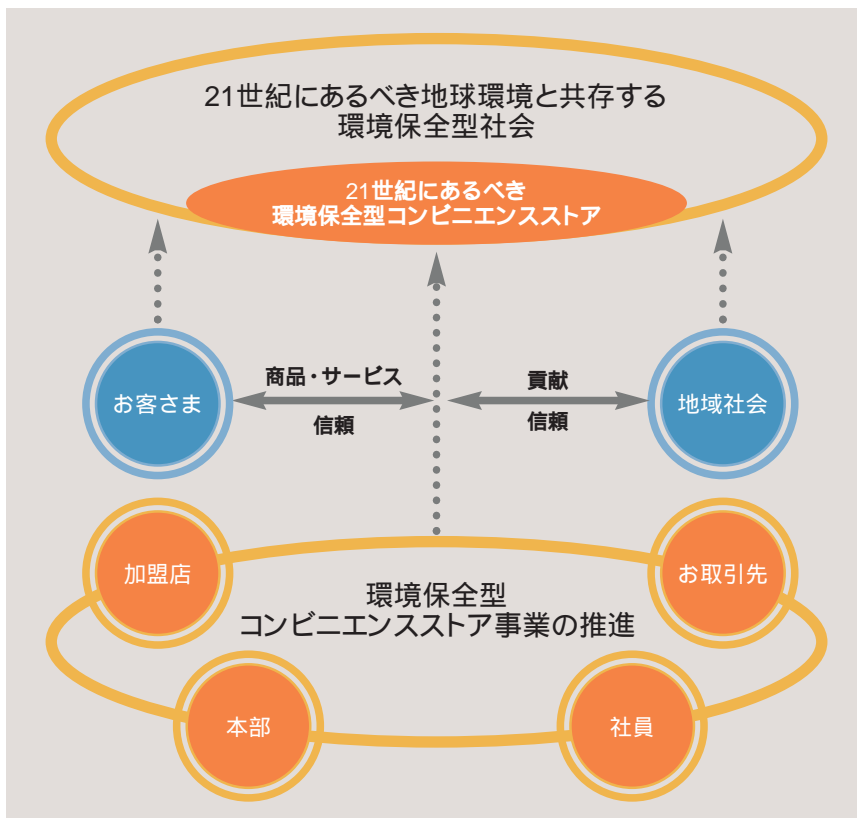 21世紀にあるべき地球環境と共存する
環境保全型社会
21世紀にあるべき
環境保全型コンビニエンスストア
商品・サービス
貢献
お客さま
地域社会
信頼
信頼
加盟店
お取引先
環境保全型
コンビニエンスストア事業の推進
本部
社員